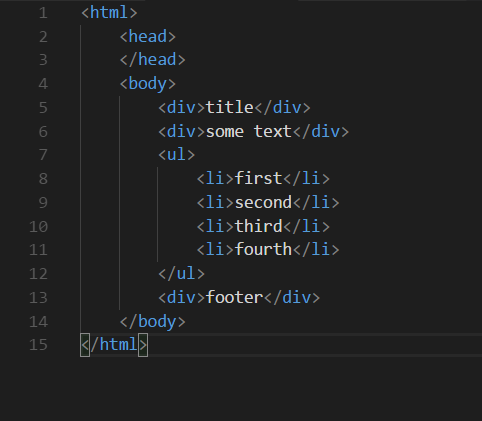 1 <html>
2     <head>
3     </head>
4     <body>
5         <div>title</div>
6         <div>some text</div>
7         <ul>
8             <li>first</li>
9             <li>second</li>
10             <li>third</li>
11             <li>fourth</li>
12         </ul>
13         <div>footer</div>
14     </body>
15 </html>